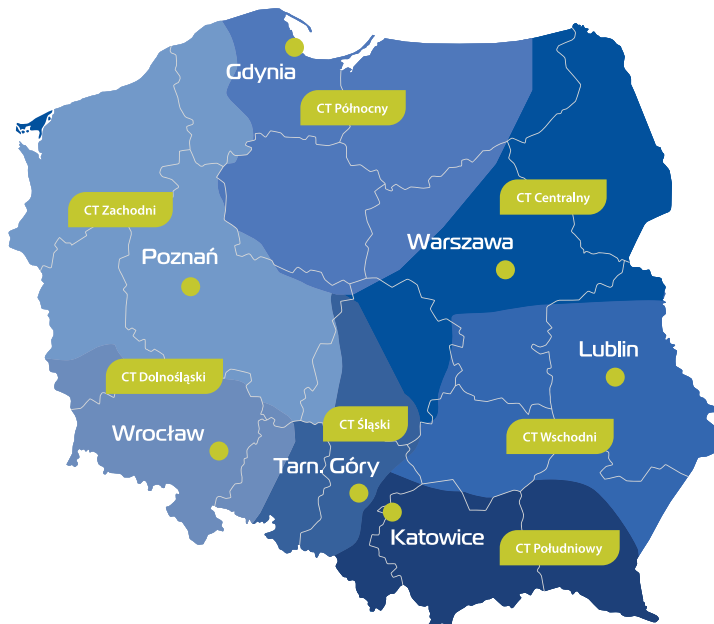 Gdynia
CT Północny
CT Zachodni
CT Centralny
Warszawa
Poznań
Lublin
CT Dolnośląski
CT Śląski
Wrocław
CT Wschodni
Tarn. Góry
Katowice
CT Południowy